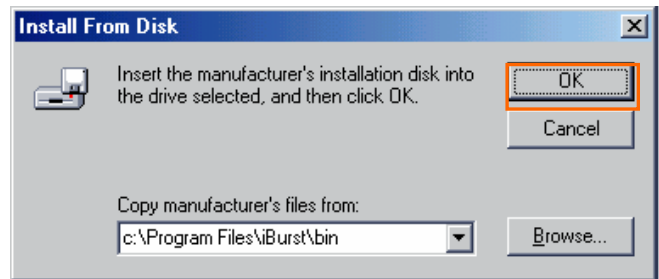 Install From Disk
Insert the manufacturer's installation disk into
the drive selected, and then click OK.
OK
Cancel
Copy manufacturer's files from:
c:\Program Files\iBurst\bin
Browse...